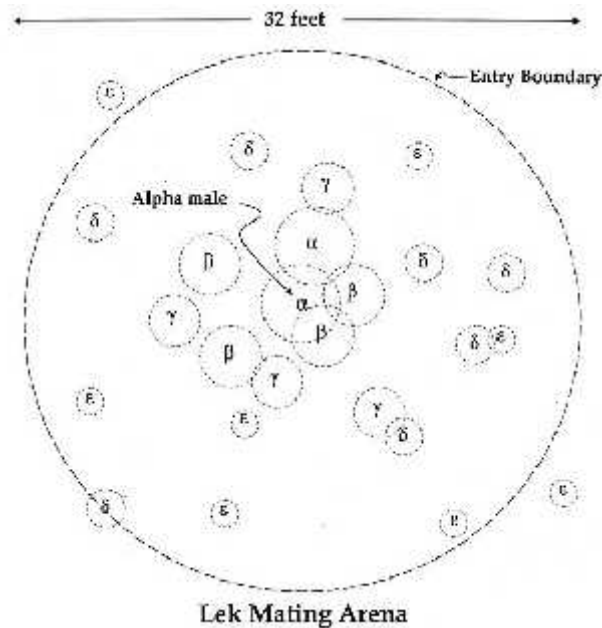 32 feet
Entry Boundary
ε
δ
ε
γ
Alpha male
δ
α
β
δ
δ
β
α
γ
β
δ
ε
β
γ
ε
γ
ε
δ
δ
ε
ε
ε
Lek Mating Arena